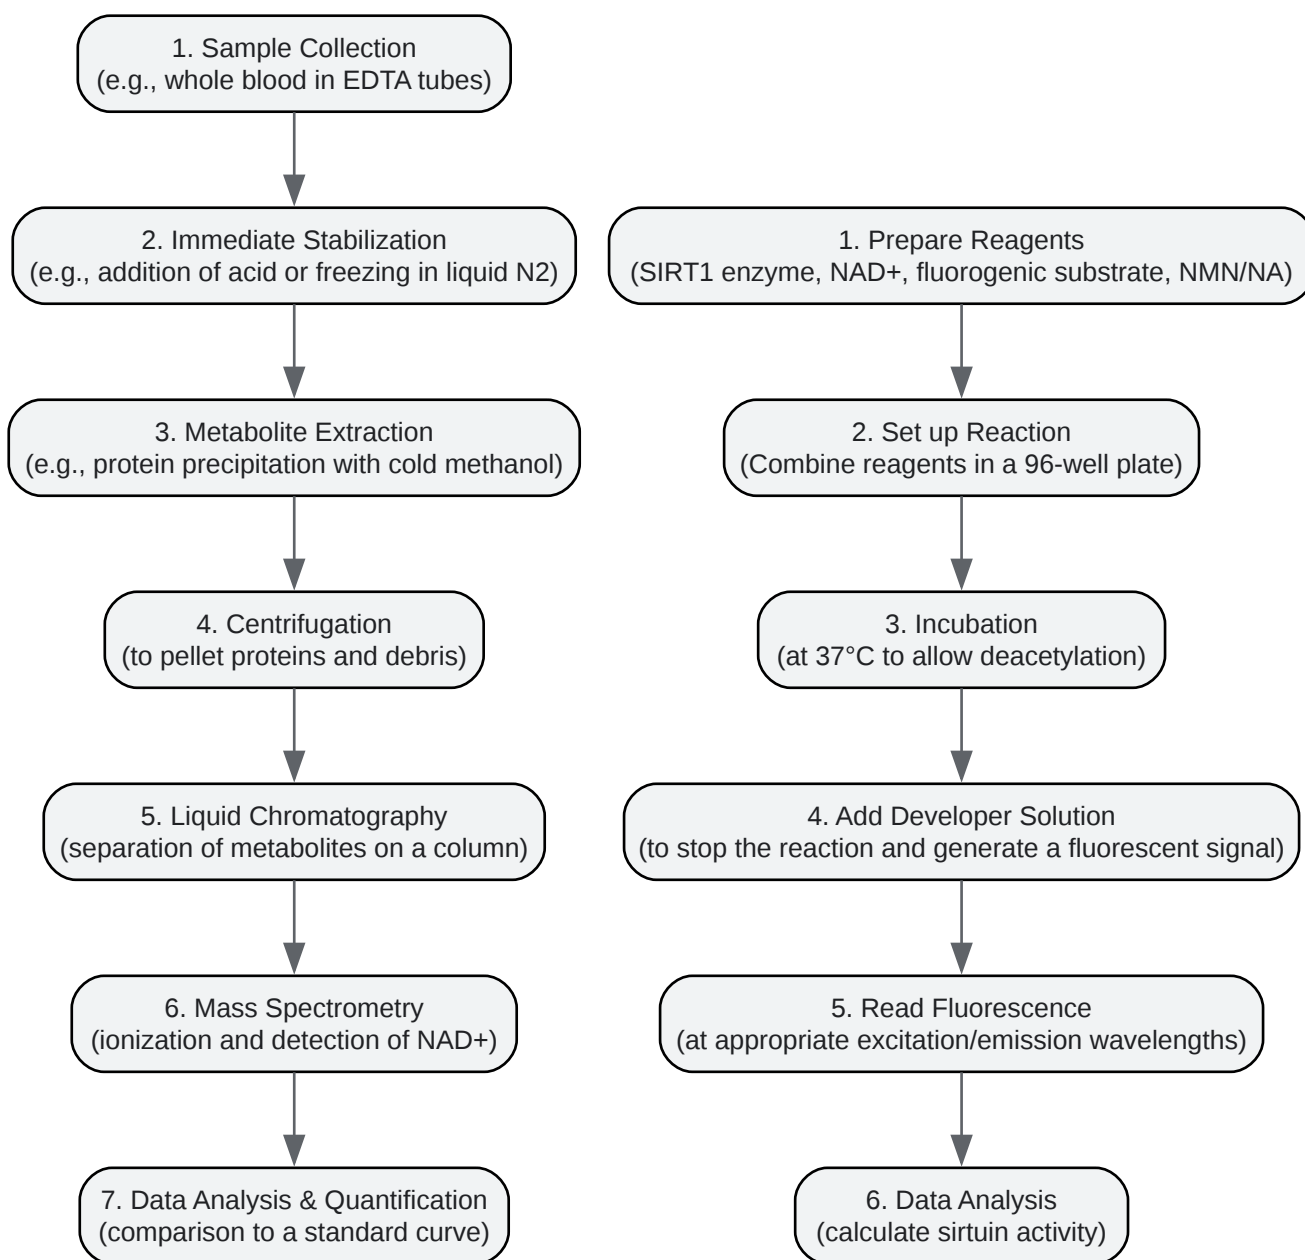 1. Sample Collection
(e.g., whole blood in EDTA tubes)
2. Immediate Stabilization
(e.g., addition of acid or freezing in liquid N2)
3. Metabolite Extraction
(e.g., protein precipitation with cold methanol)
4. Centrifugation
(to pellet proteins and debris)
5. Liquid Chromatography
(separation of metabolites on a column)
6. Mass Spectrometry
(ionization and detection of NAD+)
7. Data Analysis & Quantification
(comparison to a standard curve)
1. Prepare Reagents
(SIRT1 enzyme, NAD+, fluorogenic substrate, NMN/NA)
2. Set up Reaction
(Combine reagents in a 96-well plate)
3. Incubation
(at 37°C to allow deacetylation)
4. Add Developer Solution
(to stop the reaction and generate a fluorescent signal)
5. Read Fluorescence
(at appropriate excitation/emission wavelengths)
6. Data Analysis
(calculate sirtuin activity)